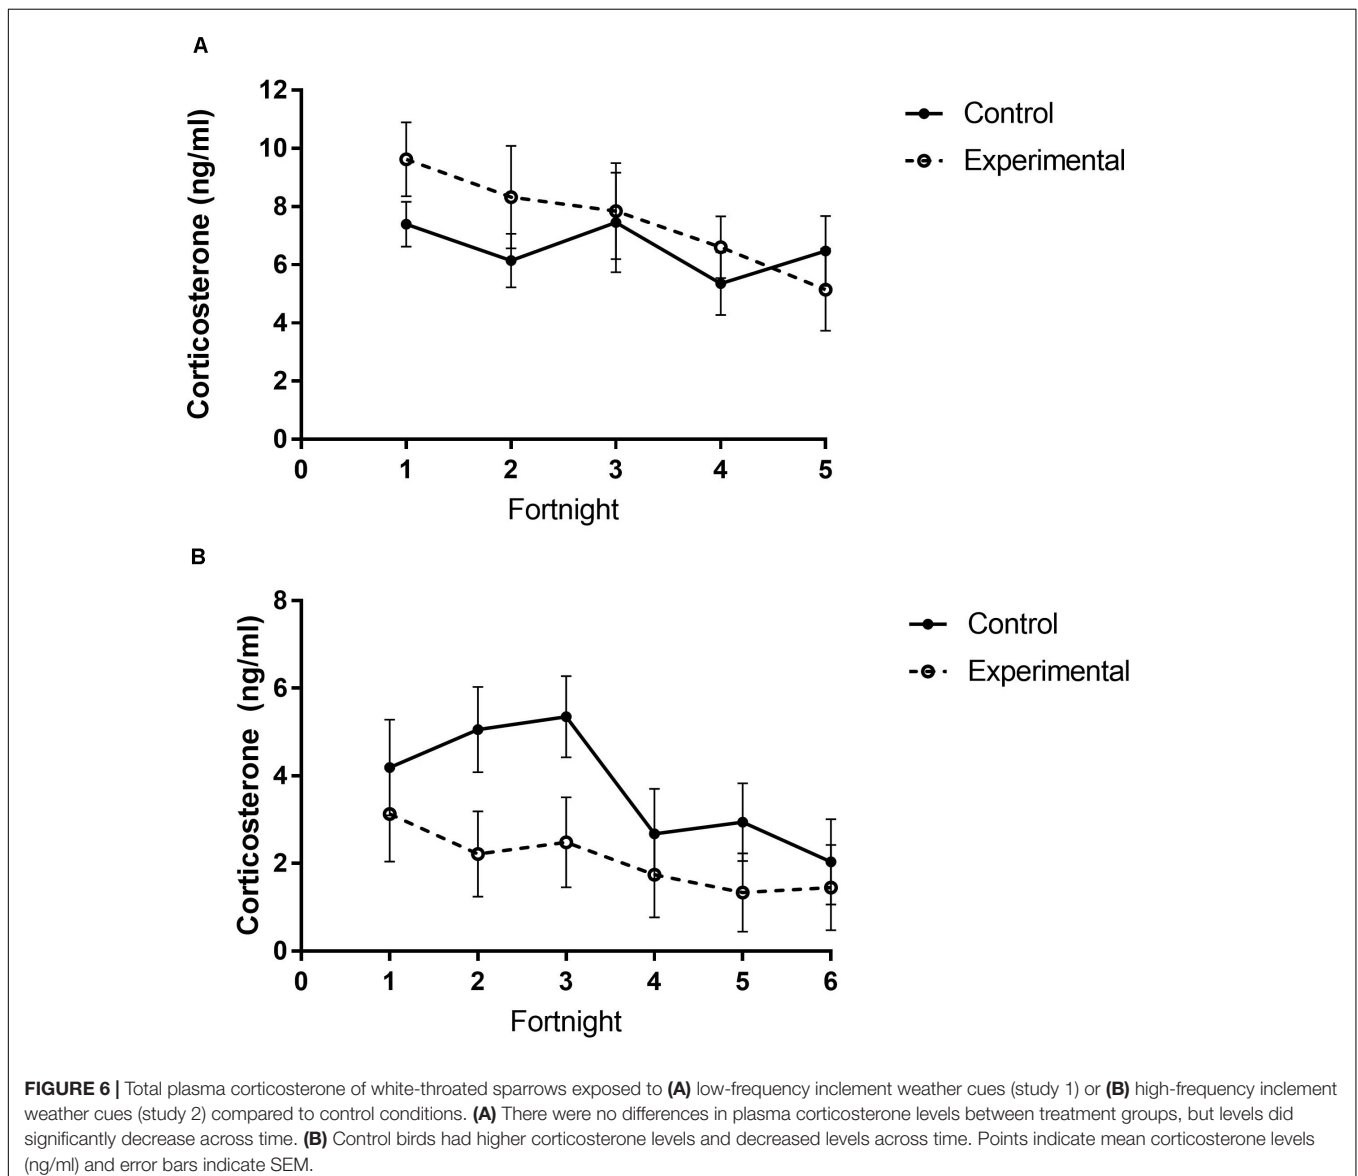 A
12
10
8
6
4
2
0
Corticosterone (ng/ml)
0 1 2 3 4 5
Fortnight
Control
Experimental
B
8
6
4
2
0
Corticosterone (ng/ml)
0 1 2 3 4 5 6
Fortnight
Control
Experimental
FIGURE 6 | Total plasma corticosterone of white-throated sparrows exposed to (A) low-frequency inclement weather cues (study 1) or (B) high-frequency inclement
weather cues (study 2) compared to control conditions. (A) There were no differences in plasma corticosterone levels between treatment groups, but levels did
significantly decrease across time. (B) Control birds had higher corticosterone levels and decreased levels across time. Points indicate mean corticosterone levels
(ng/ml) and error bars indicate SEM.